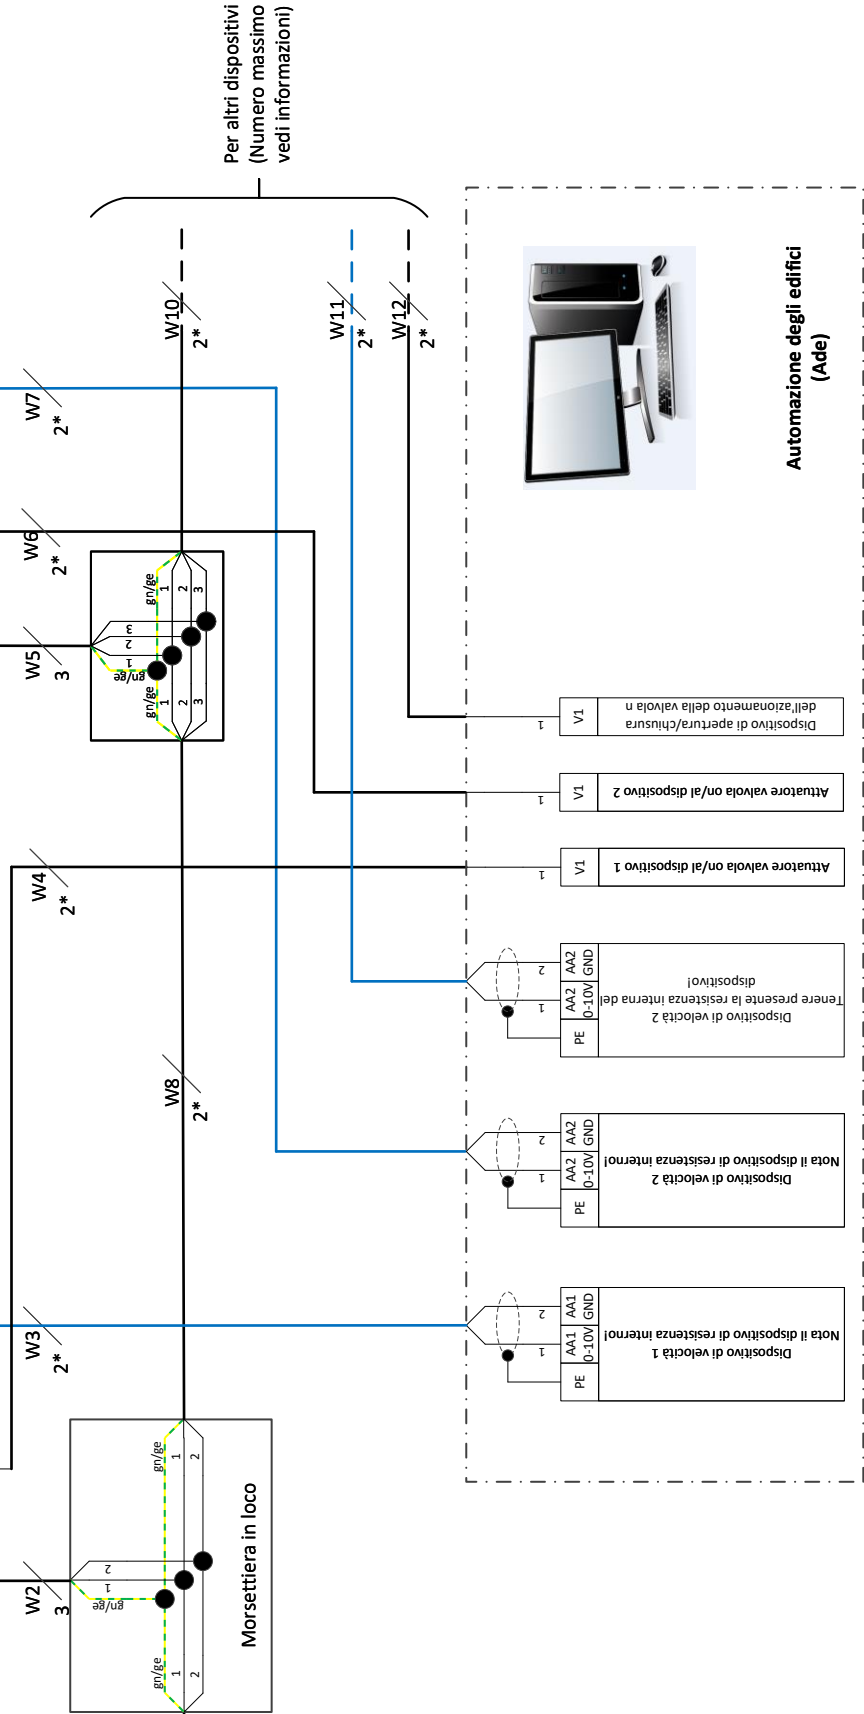 Per altri dispositivi
(Numero massimo
vedi informazioni)
W10
2*
W11
2*
W12
2*
W7
2*
W6
2*
W5
3
gn/ge
1
2
3
gn/ge
1
2
3
gn/ge
1
2
3
Automazione degli edifici
(Ade)
1
V1
Dispositivo di apertura/chiusura
dell'azionamento della valvola n
1
V1
Attuatore valvola on/al dispositivo 2
1
V1
Attuatore valvola on/al dispositivo 1
W4
2*
W8
2*
2
1
AA2
GND
AA2
0-10V
PE
Dispositivo di velocità 2
Tenere presente la resistenza interna del
dispositivo!
2
1
AA2
GND
AA2
0-10V
PE
Dispositivo di velocità 2
Nota il dispositivo di resistenza interno!
2
1
AA1
GND
AA1
0-10V
PE
Dispositivo di velocità 1
Nota il dispositivo di resistenza interno!
W3
2*
W2
3
gn/ge
1
2
gn/ge
1
2
gn/ge
1
2
Morsettiera in loco